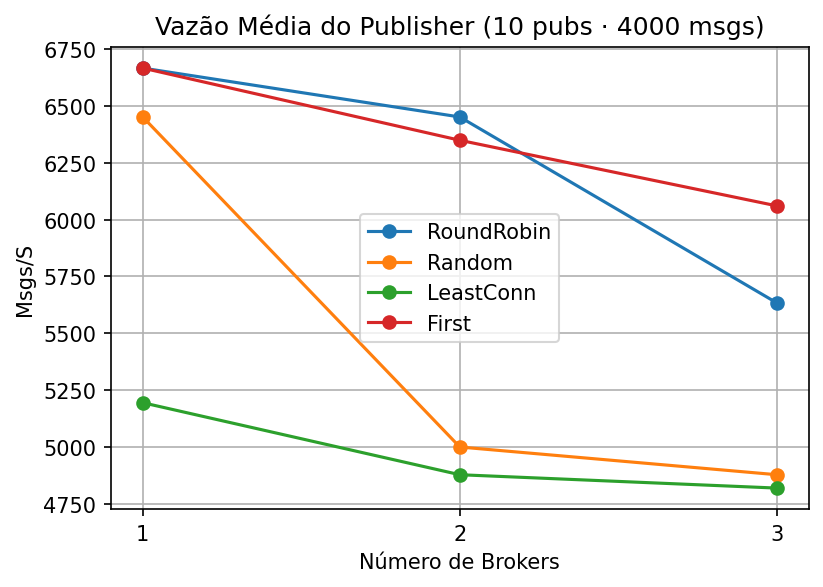 Vazão Média do Publisher (10 pubs · 4000 msgs)
6750
6500
6250
6000
5750
5500
5250
5000
4750
Msgs/S
RoundRobin
Random
LeastConn
First
1
2
3
Número de Brokers